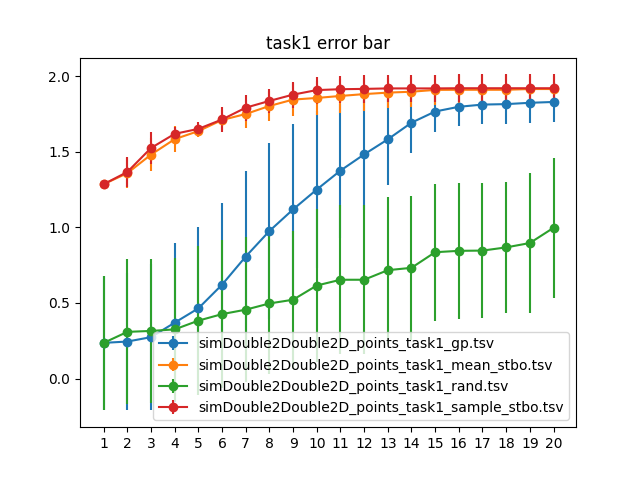 task1 error bar
2.0
1.5
1.0
0.5
0.0
simDouble2Double2D_points_task1_gp.tsv
simDouble2Double2D_points_task1_mean_stbo.tsv
simDouble2Double2D_points_task1_rand.tsv
simDouble2Double2D_points_task1_sample_stbo.tsv
1 2 3 4 5 6 7 8 9 10 11 12 13 14 15 16 17 18 19 20